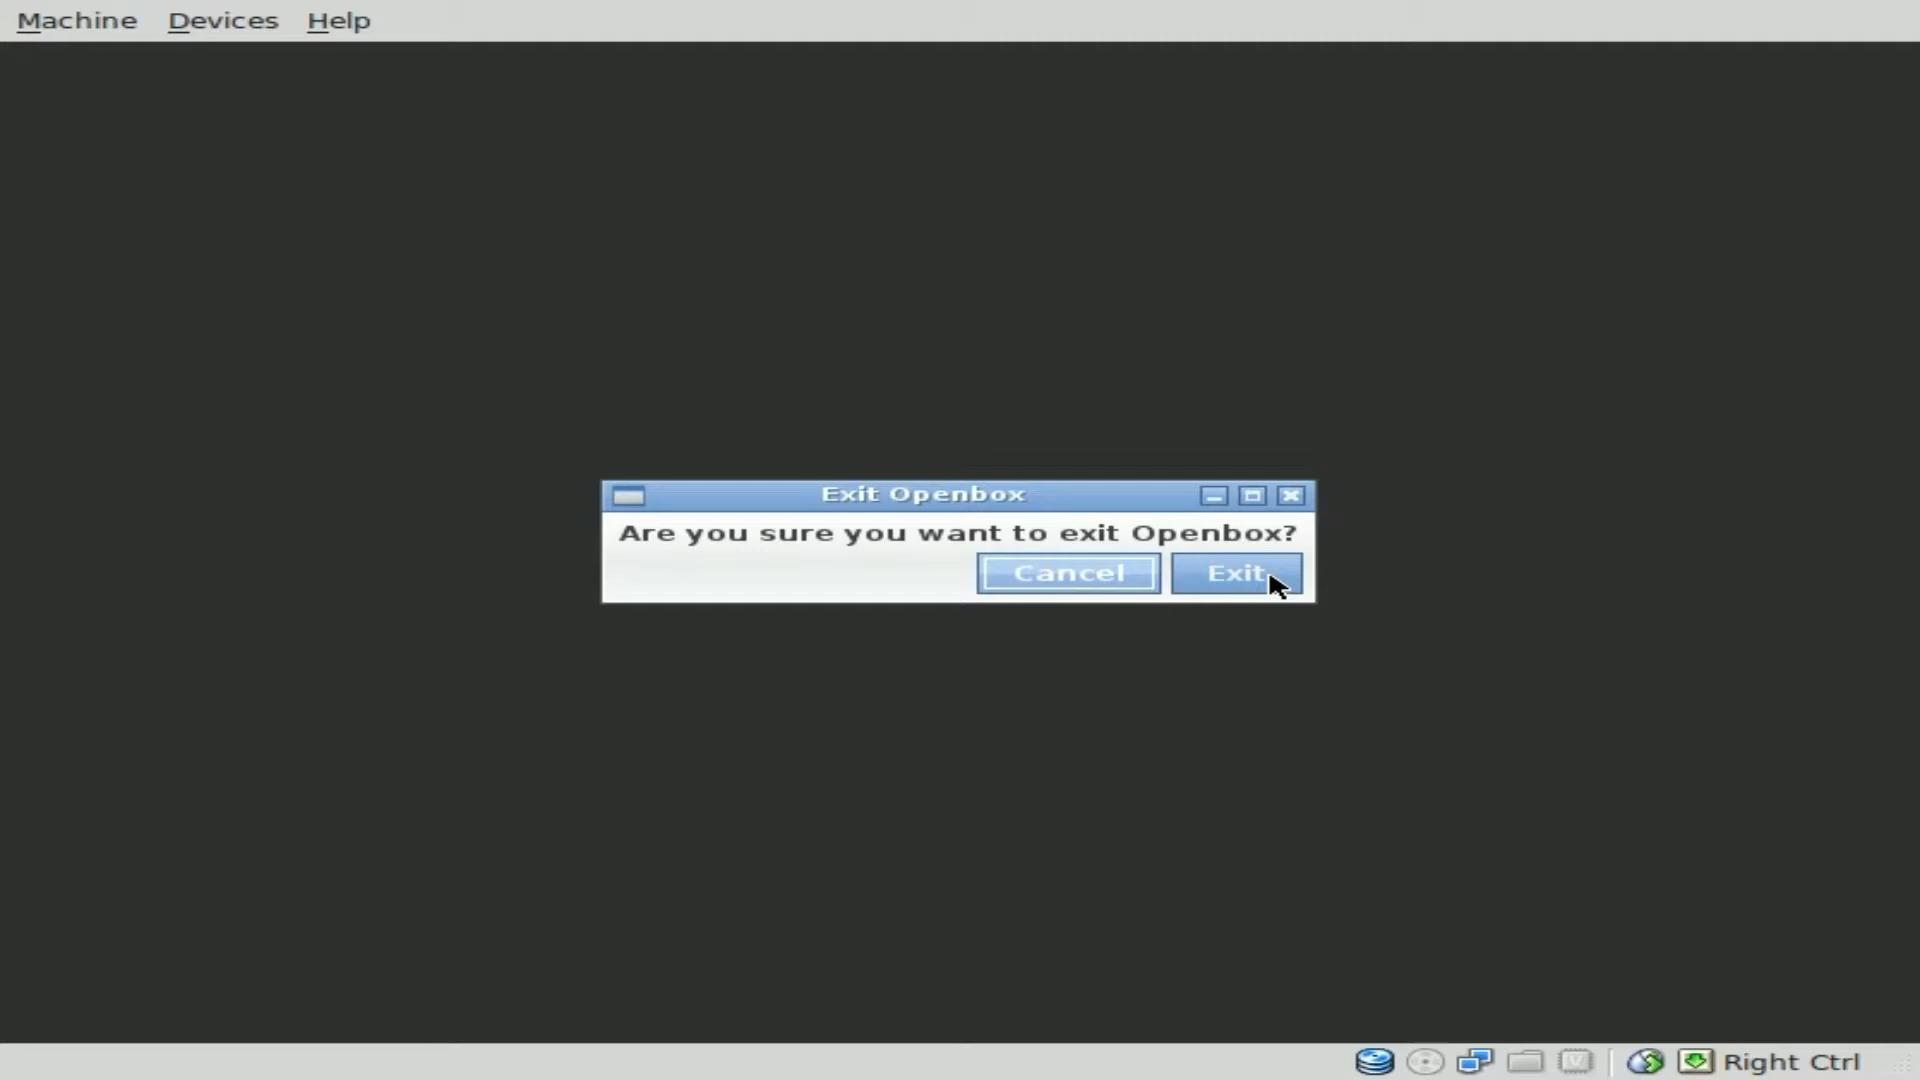 Machine Devices Help
Exit Openbox
Are you sure you want to exit Openbox?
Cancel Exit
Right Ctrl